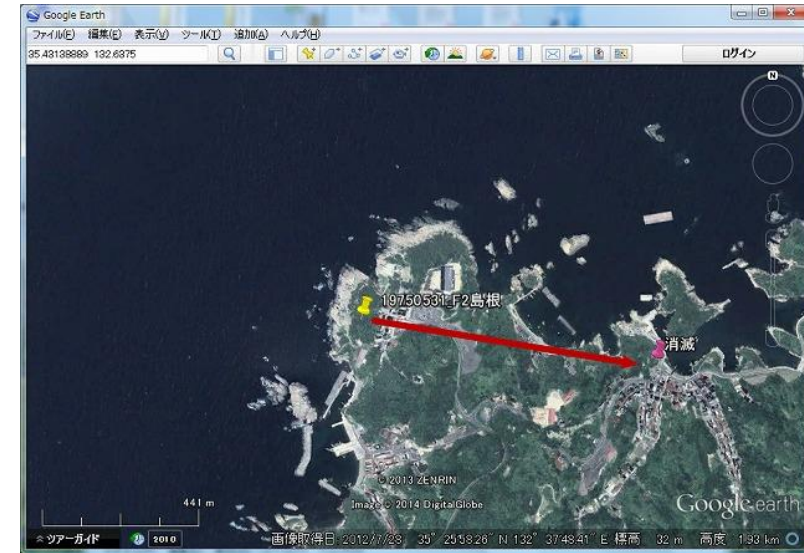 Google Earth
ファイル(F) 編集(E) 表示(V) ツール(T) 追加(A) ヘルプ(H)
35.43138889 132.6375
ログイン
N
19750531_F2島根
消滅
©2013 ZENRIN
Image © 2014 DigitalGlobe
441 m
Google earth
ツアーガイド
2010
画像取得日: 2012/7/28 35° 25'58.26" N 132° 37'48.41" E 標高 32 m 高度 1.93 km